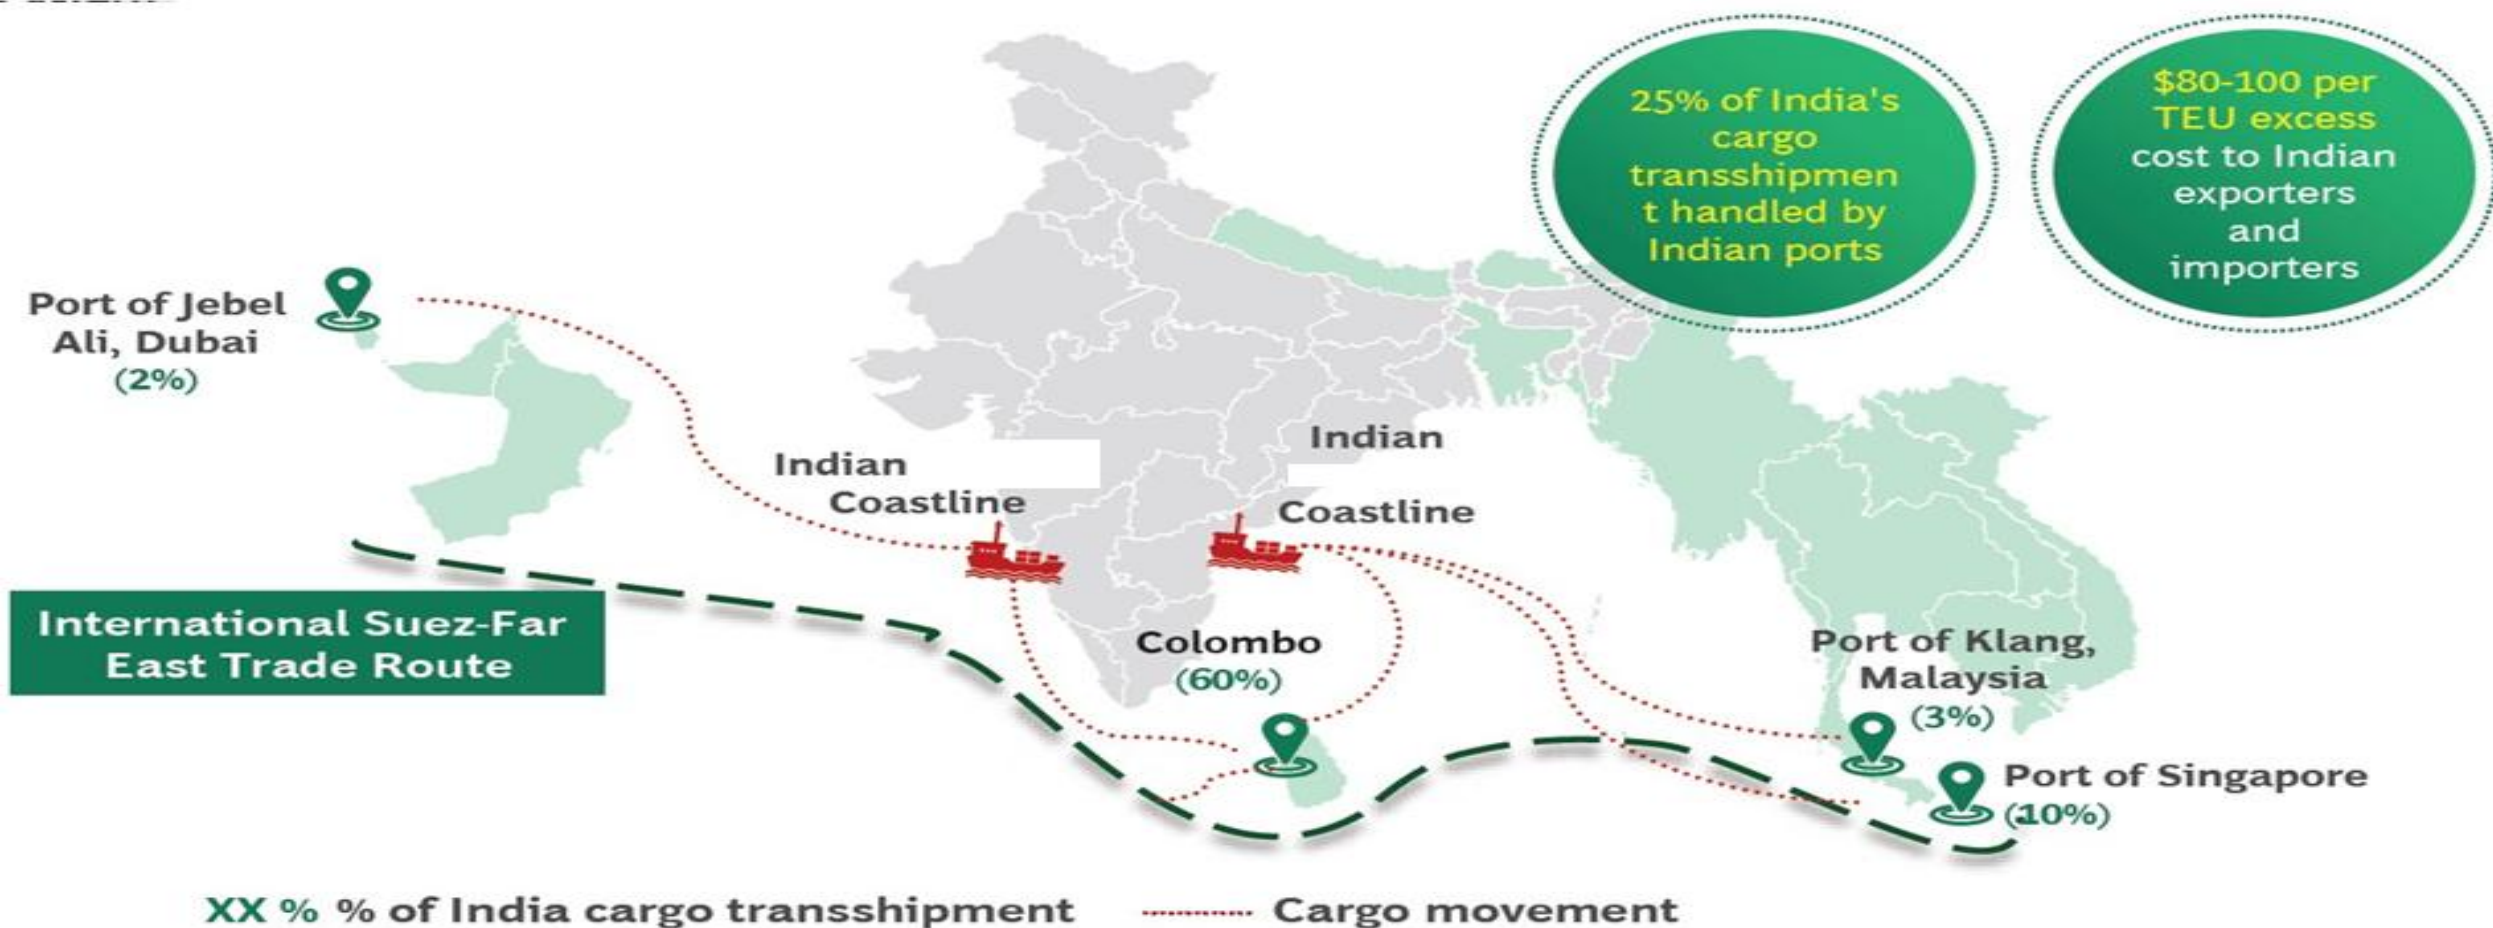 25% of India's
cargo
transshipmen
t handled by
Indian ports
$80-100 per
TEU excess
cost to Indian
exporters
and
importers
Port of Jebel
Ali, Dubai
(2%)
Indian
Coastline
Indian
Coastline
International Suez-Far
East Trade Route
Colombo
(60%)
Port of Klang,
Malaysia
(3%)
Port of Singapore
(10%)
XX % % of India cargo transshipment
Cargo movement